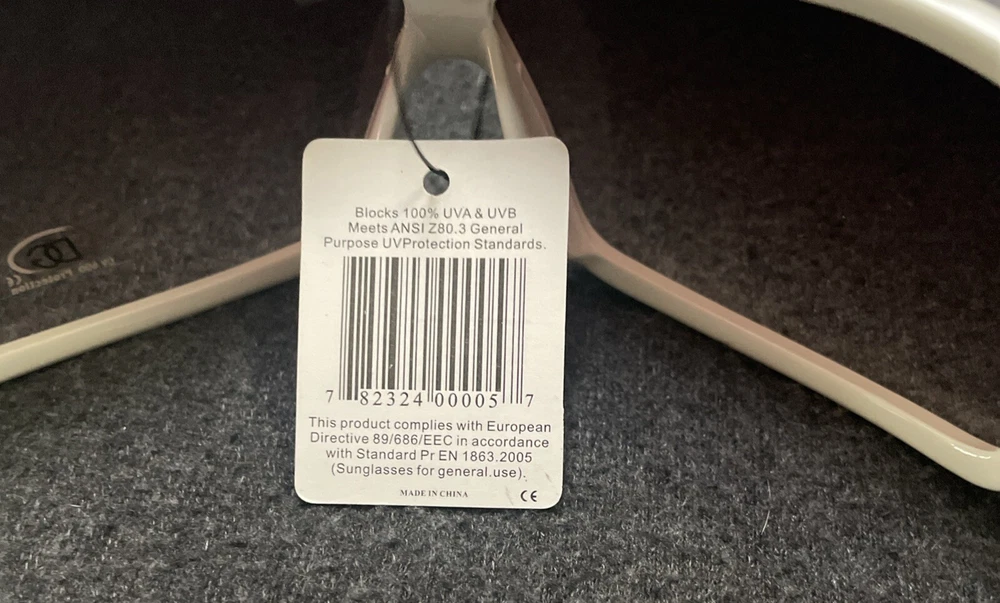 Blocks 100% UVA & UVB
Meets ANSI Z80.3 General
Purpose UVProtection Standards.
7 82324 00005 7
This product complies with European
Directive 89/686/EEC in accordance
with Standard Pr EN 1863.2005
(Sunglasses for general.use).
MADE IN CHINA
CE
DG
Protection